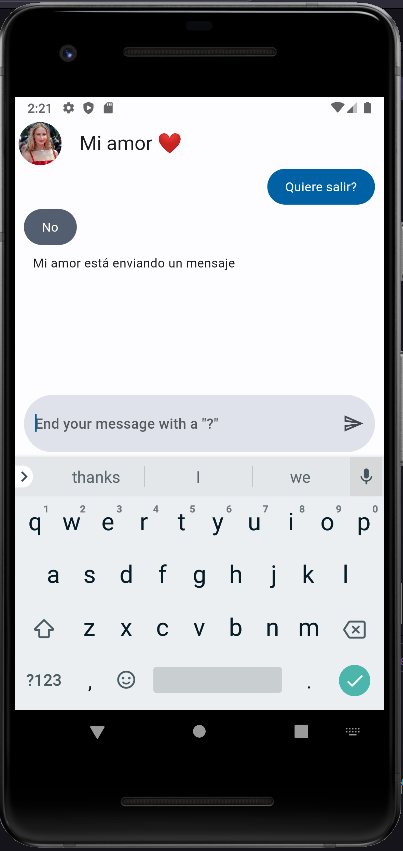 2:21
Mi amor ❤️
Quiere salir?
No
Mi amor está enviando un mensaje
End your message with a "?"
thanks I we
1 2 3 4 5 6 7 8 9 0
q w e r t y u i o p
a s d f g h j k l
z x c v b n m
?123 , .